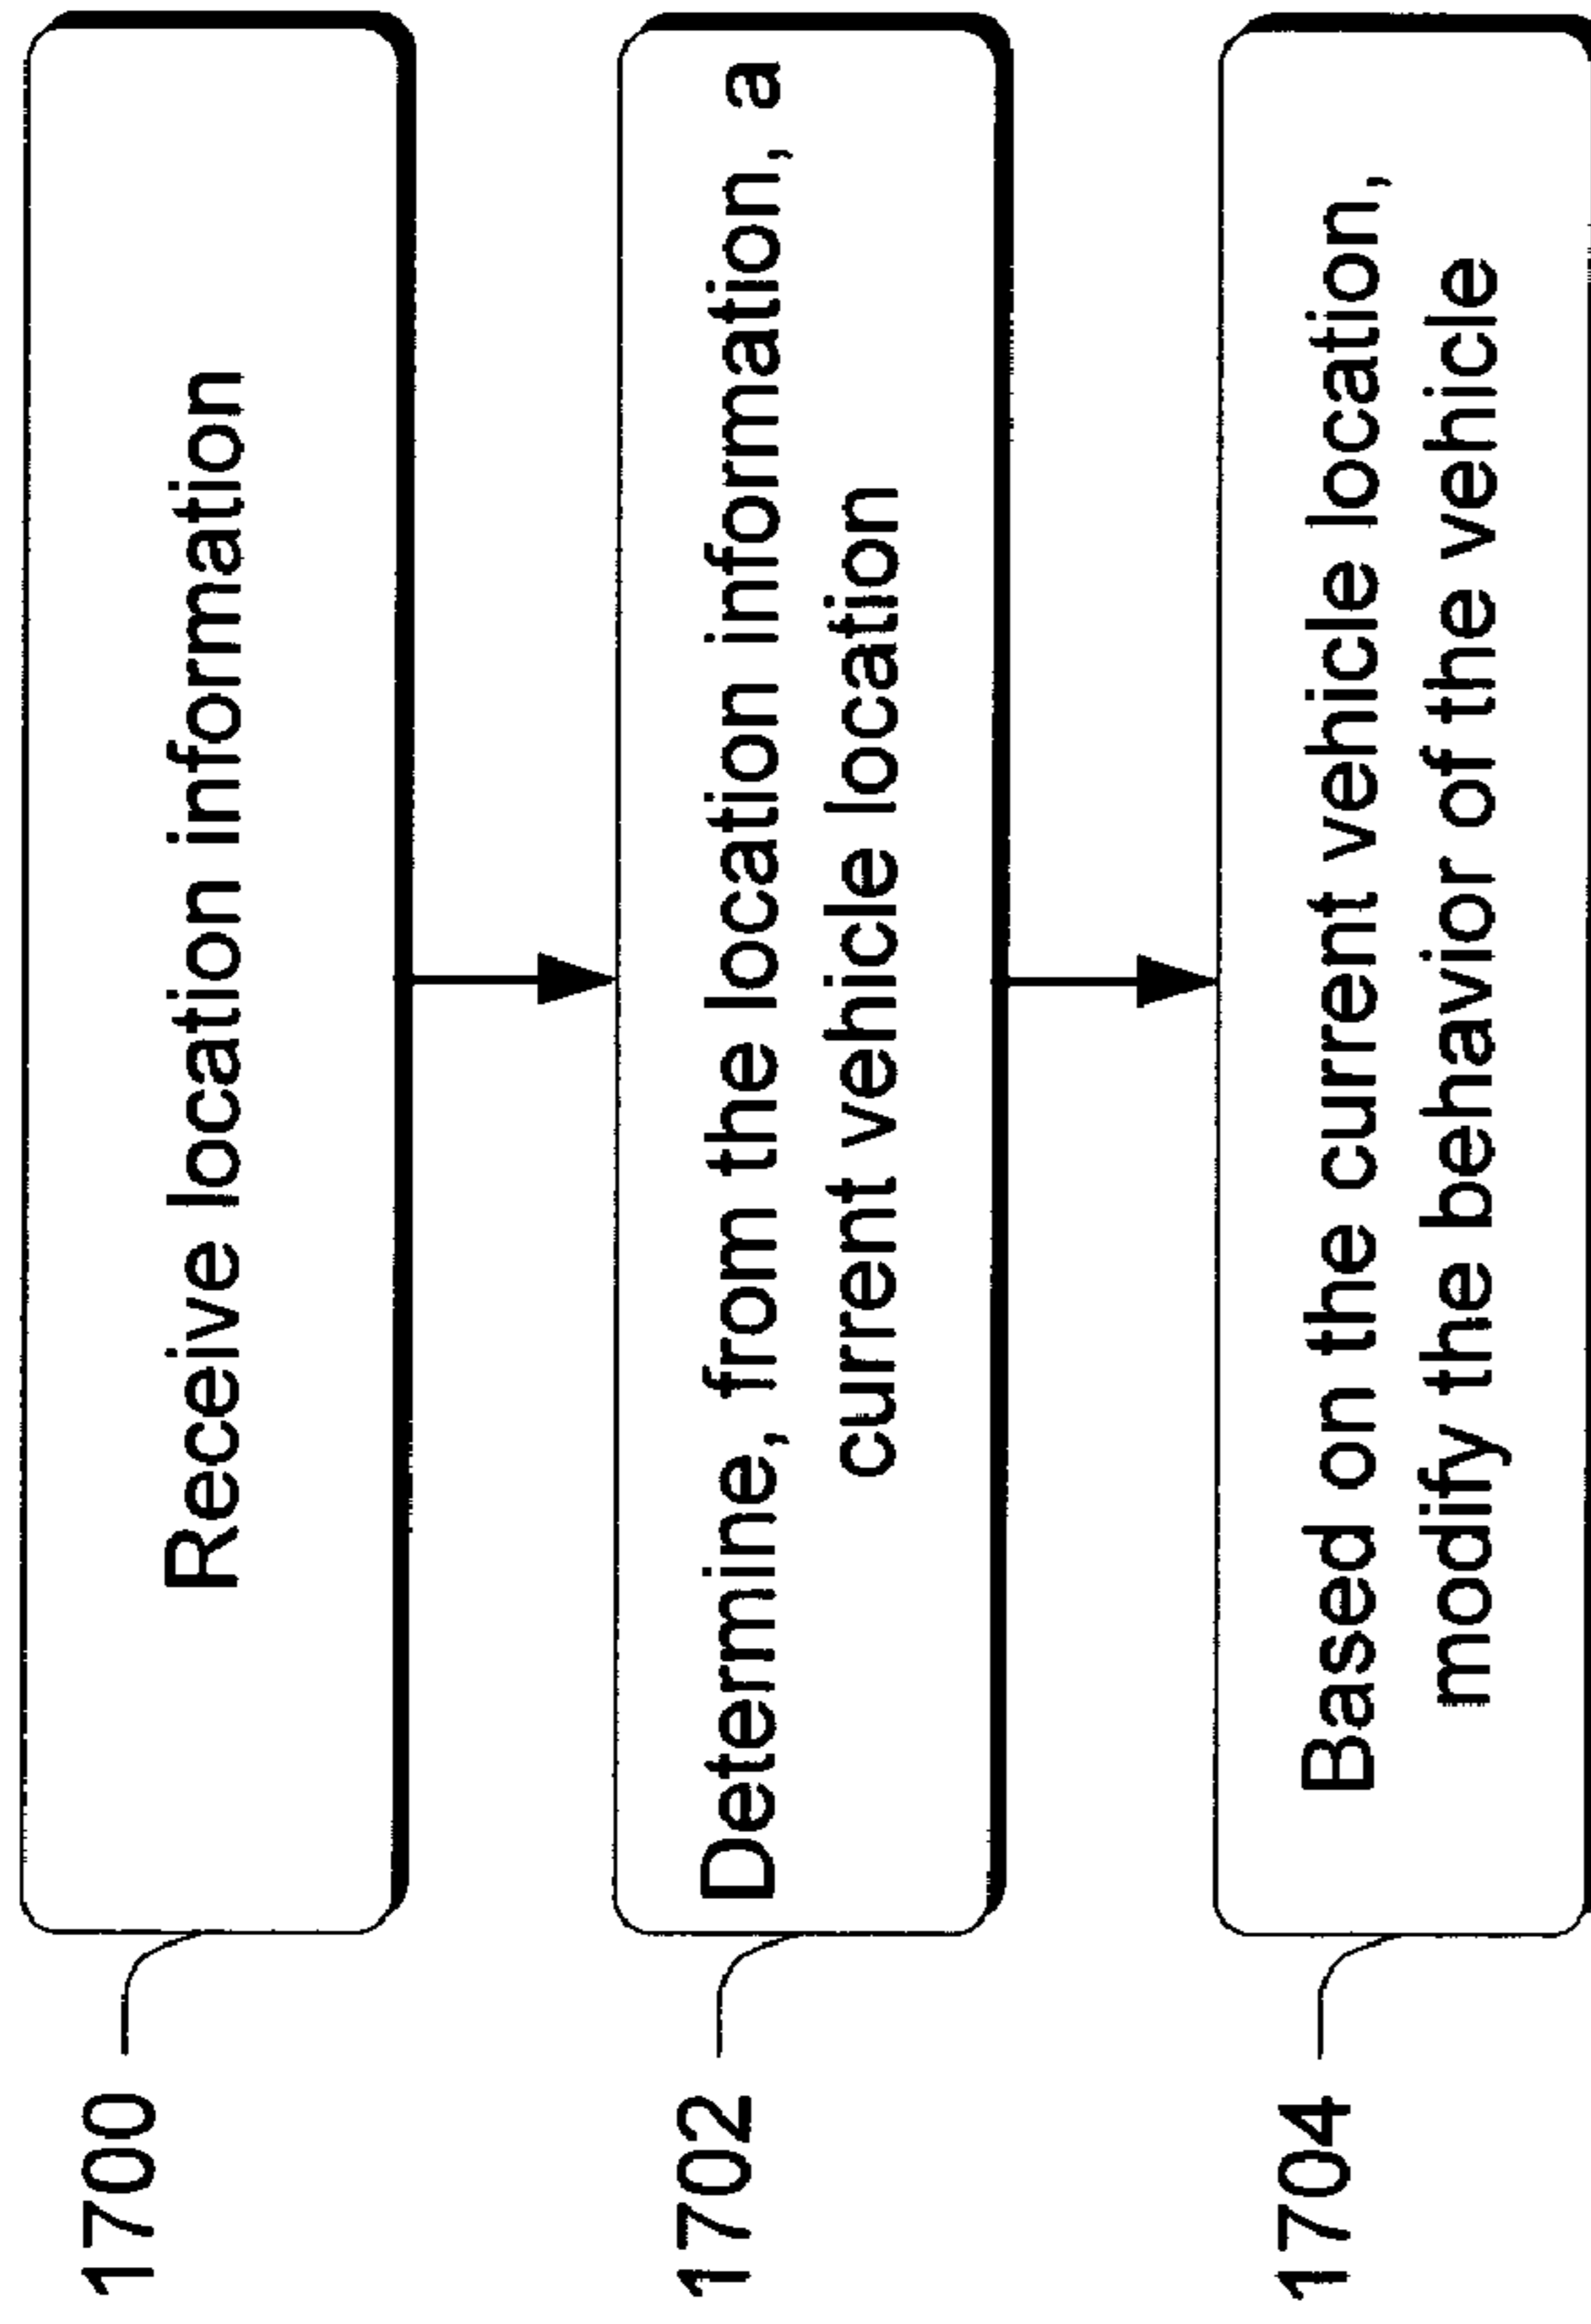 1700
Receive location information
1702
Determine, from the location information, a
current vehicle location
1704
Based on the current vehicle location,
modify the behavior of the vehicle